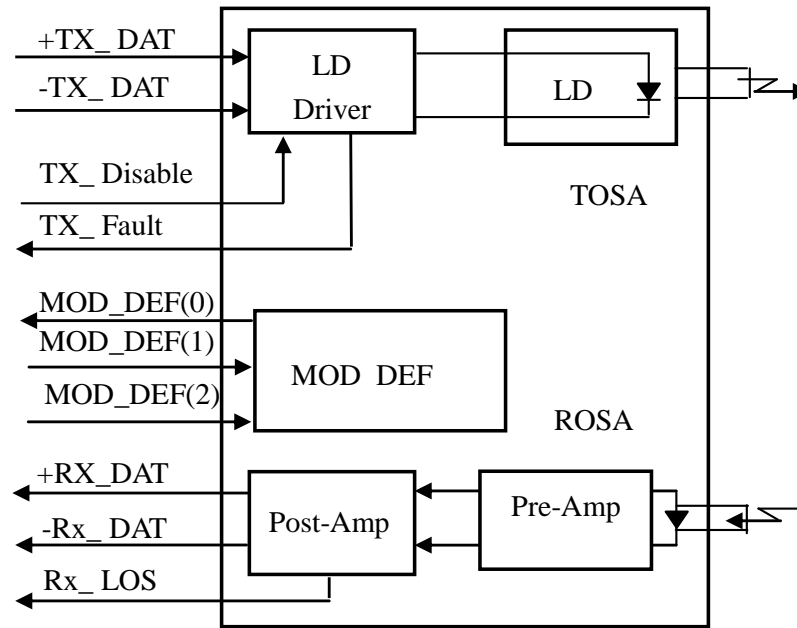 +TX_ DAT
-TX_ DAT
LD
Driver
LD
TX_ Disable
TX_ Fault
TOSA
MOD_DEF(0)
MOD_DEF(1)
MOD_DEF(2)
MOD DEF
ROSA
+RX_DAT
-Rx_ DAT
Rx_ LOS
Post-Amp
Pre-Amp